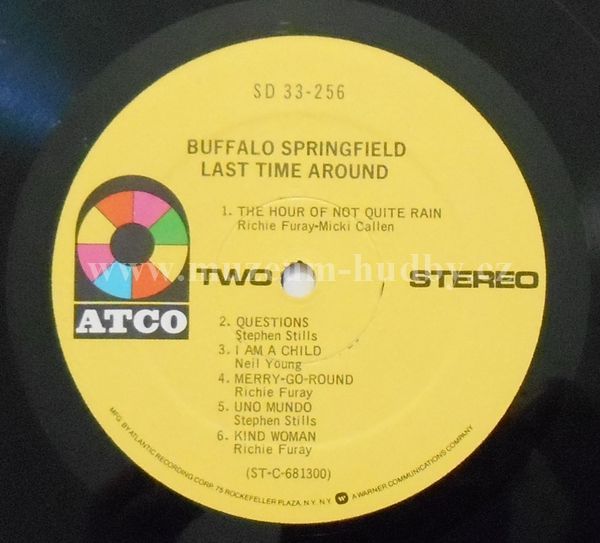 SD 33-256
BUFFALO SPRINGFIELD
LAST TIME AROUND
1. THE HOUR OF NOT QUITE RAIN
Richie Furay-Micki Callen
www.muzeum-hudby.cz
TWO
STEREO
ATCO
2. QUESTIONS
Stephen Stills
3. I AM A CHILD
Neil Young
4. MERRY-GO-ROUND
Richie Furay
5. UNO MUNDO
Stephen Stills
6. KIND WOMAN
Richie Furay
(ST-C-681300)
MFG. BY ATLANTIC RECORDING CORP. 75 ROCKEFELLER PLAZA, N.Y. N.Y. A WARNER COMMUNICATIONS COMPANY